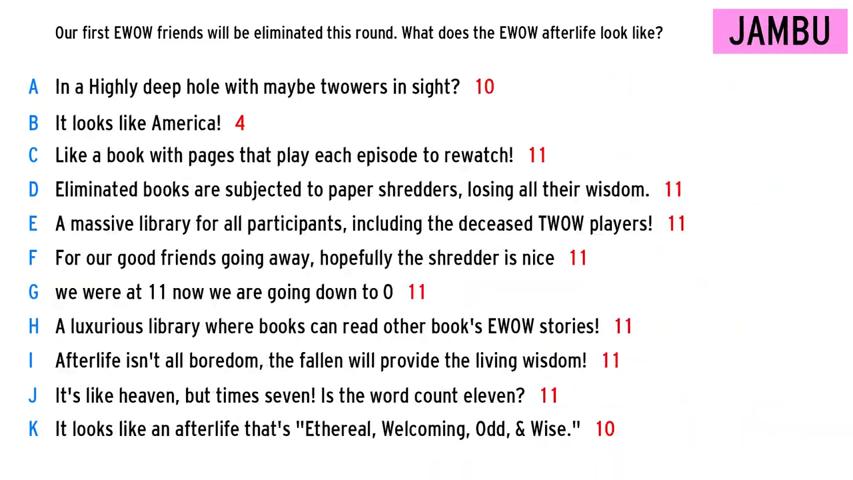 Our first EWOW friends will be eliminated this round. What does the EWOW afterlife look like?
JAMBU
A In a Highly deep hole with maybe twowers in sight? 10
B It looks like America! 4
C Like a book with pages that play each episode to rewatch! 11
D Eliminated books are subjected to paper shredders, losing all their wisdom. 11
E A massive library for all participants, including the deceased TWOW players! 11
F For our good friends going away, hopefully the shredder is nice 11
G we were at 11 now we are going down to 0 11
H A luxurious library where books can read other book's EWOW stories! 11
I Afterlife isn't all boredom, the fallen will provide the living wisdom! 11
J It's like heaven, but times seven! Is the word count eleven? 11
K It looks like an afterlife that's "Ethereal, Welcoming, Odd, & Wise." 10